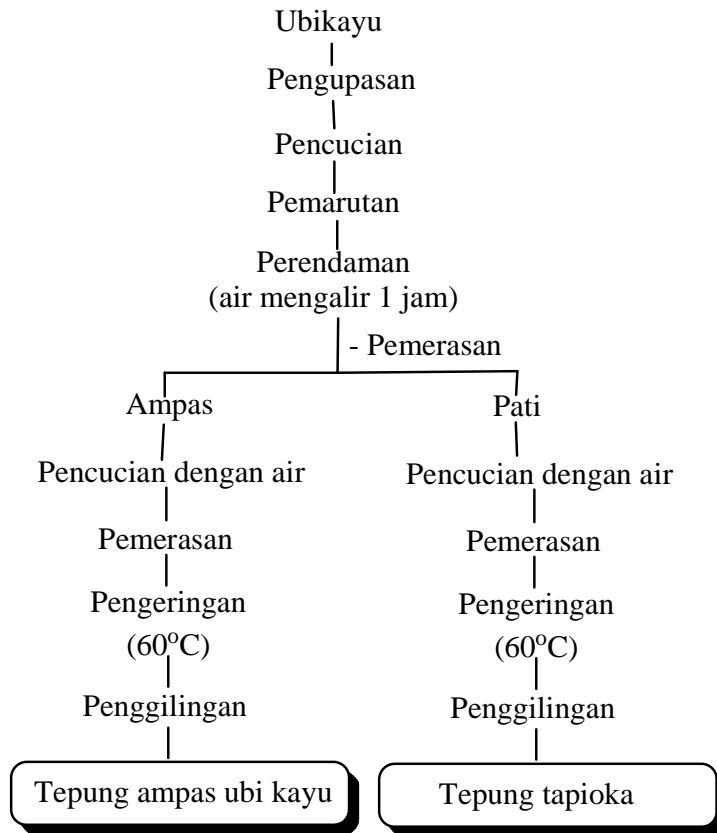 Ubikayu
Pengupasan
Pencucian
Pemarutan
Perendaman
(air mengalir 1 jam)
- Pemerasan
Ampas
Pati
Pencucian dengan air
Pencucian dengan air
Pemerasan
Pemerasan
Pengeringan
Pengeringan
(60°C)
(60°C)
Penggilingan
Penggilingan
Tepung ampas ubi kayu
Tepung tapioka